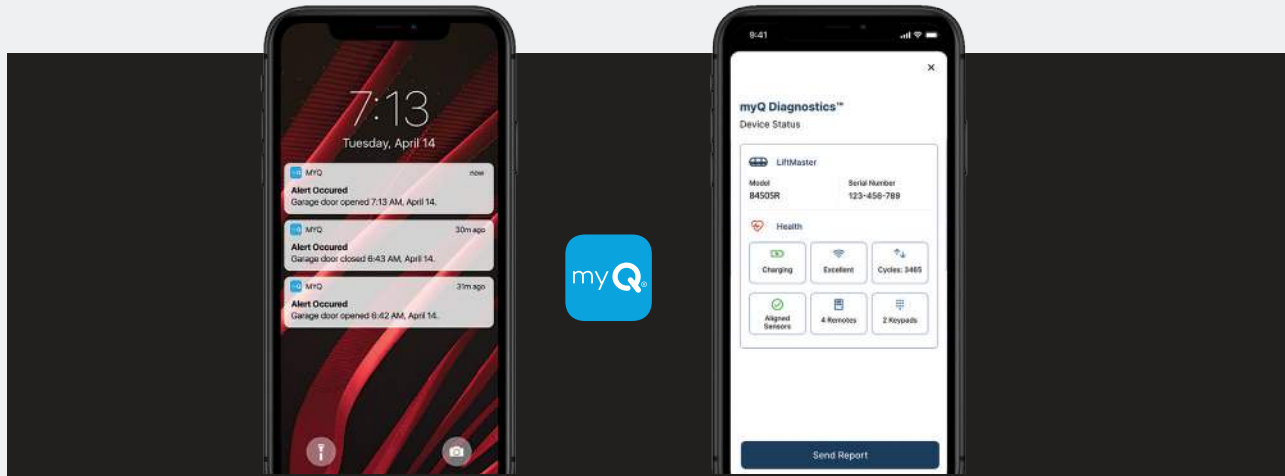 7:13
Tuesday, April 14
MYQ now
Alert Occured
Garage door opened 7:13 AM, April 14.
MYQ 30m ago
Alert Occured
Garage door closed 6:43 AM, April 14.
MYQ 31m ago
Alert Occured
Garage door opened 6:42 AM, April 14.
myQ®
9:41
myQ Diagnostics™
Device Status
LiftMaster
Model Serial Number
84505R 123-456-789
Health
Charging Excellent Cycles: 3465
Aligned Sensors 4 Remotes 2 Keypads
Send Report